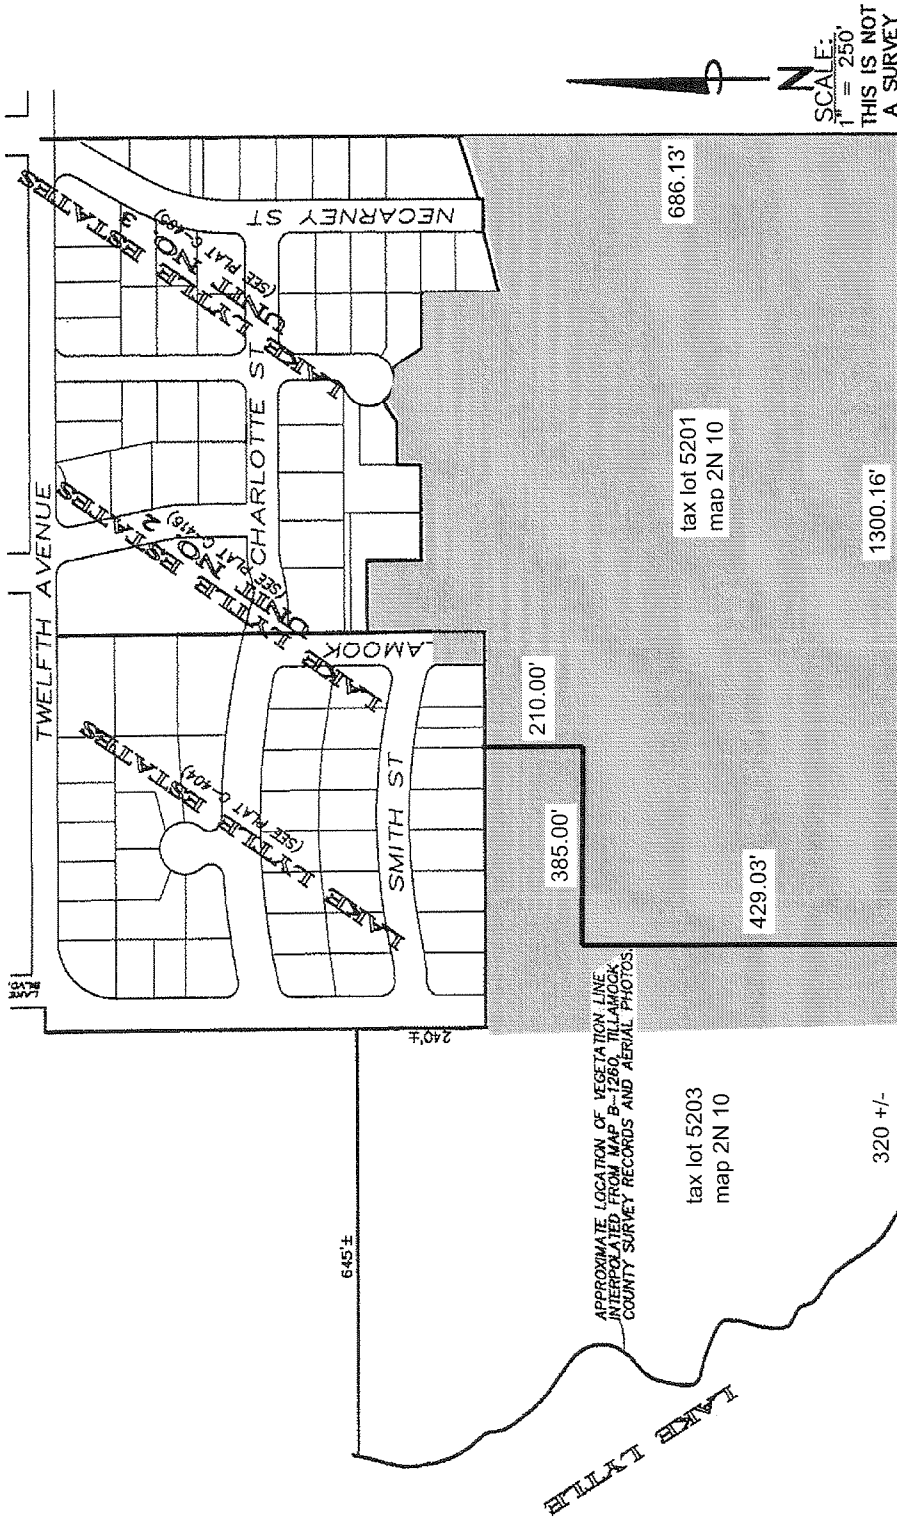 TWELFTH AVENUE
LAKE
BLVD.
LAKE LYTLE ESTATES
UNIT NO. 3
(SEE PLAT C-485)
NECARNEY ST
CHARLOTTE ST
LAKE LYTLE ESTATES
UNIT NO. 2
(SEE PLAT C-416)
LAMOOK
LAKE LYTLE ESTATES
(SEE PLAT C-404)
SMITH ST
N
SCALE:
1" = 250'
THIS IS NOT
A SURVEY
686.13'
tax lot 5201
map 2N 10
1300.16'
210.00'
385.00'
429.03'
240'±
645'±
APPROXIMATE LOCATION OF VEGETATION LINE
INTERPOLATED FROM MAP B-1260, TILLAMOOK
COUNTY SURVEY RECORDS AND AERIAL PHOTOS.
tax lot 5203
map 2N 10
320 +/-
LAKE LYTLE